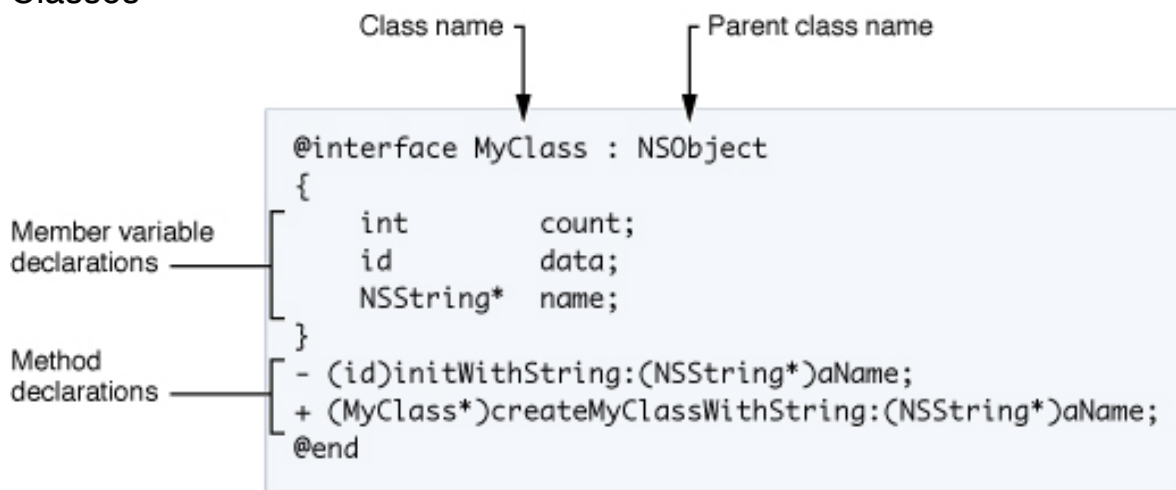 Classes
Class name
Parent class name
@interface MyClass : NSObject
{
int count;
id data;
NSString* name;
}
- (id)initWithString:(NSString*)aName;
+ (MyClass*)createMyClassWithString:(NSString*)aName;
@end
Member variable
declarations
Method
declarations